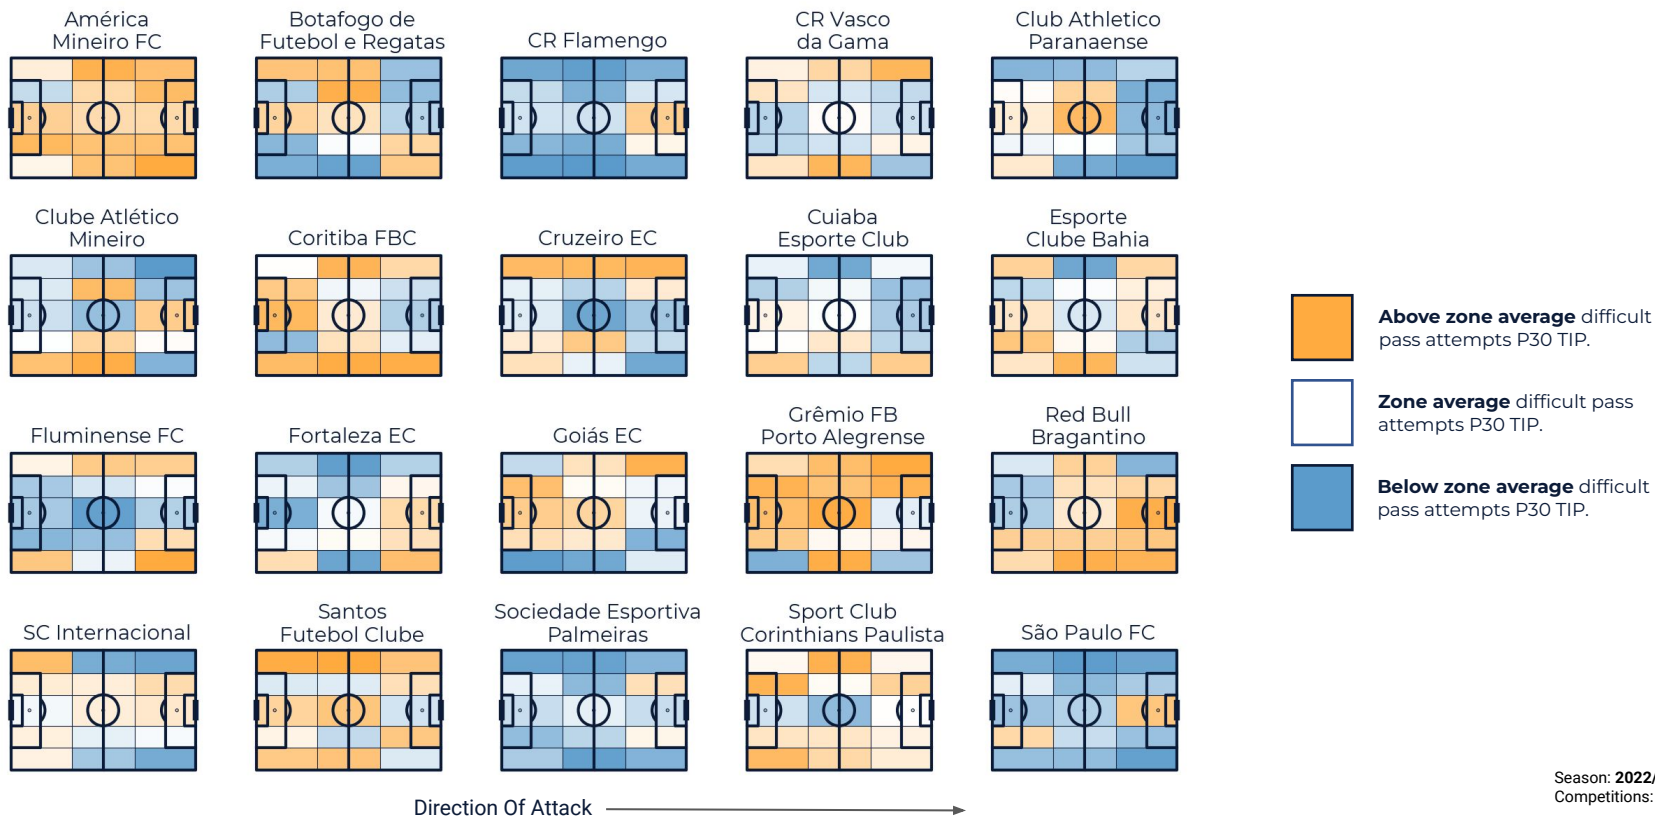 América
Mineiro FC
Botafogo de
Futebol e Regatas
CR Flamengo
CR Vasco
da Gama
Club Athletico
Paranaense
Clube Atlético
Mineiro
Coritiba FBC
Cruzeiro EC
Cuiaba
Esporte Club
Esporte
Clube Bahia
Fluminense FC
Fortaleza EC
Goiás EC
Grêmio FB
Porto Alegrense
Red Bull
Bragantino
SC Internacional
Santos
Futebol Clube
Sociedade Esportiva
Palmeiras
Sport Club
Corinthians Paulista
São Paulo FC
Above zone average difficult
pass attempts P30 TIP.
Zone average difficult pass
attempts P30 TIP.
Below zone average difficult
pass attempts P30 TIP.
Direction Of Attack
Season: 2022/
Competitions: